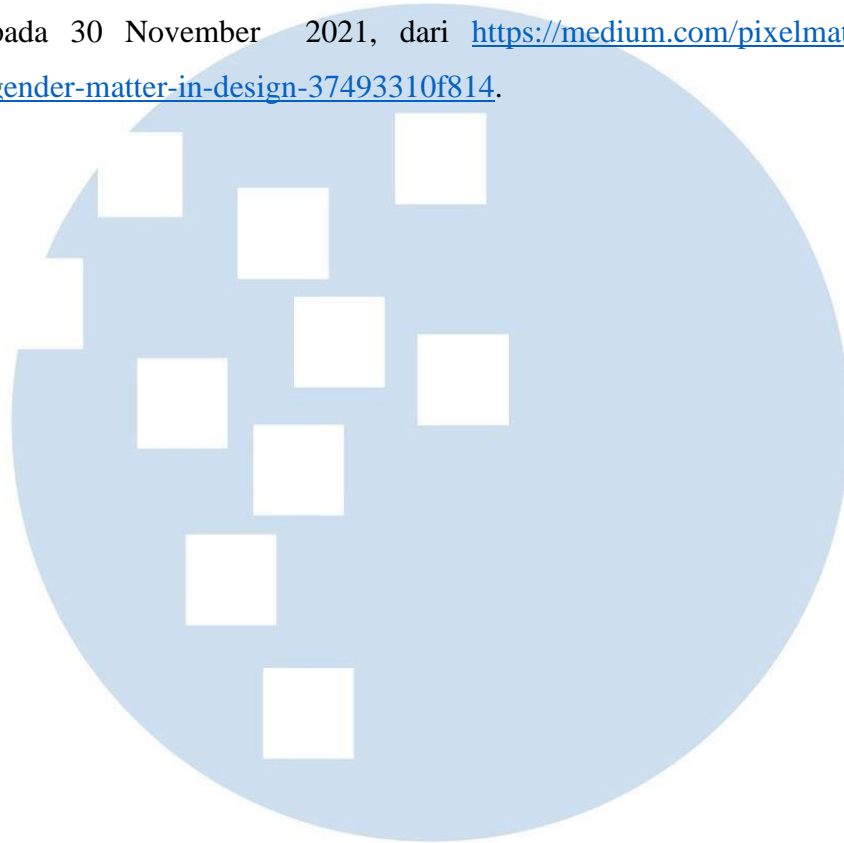 pada 30 November 2021, dari https://medium.com/pixelmat
gender-matter-in-design-37493310f814.